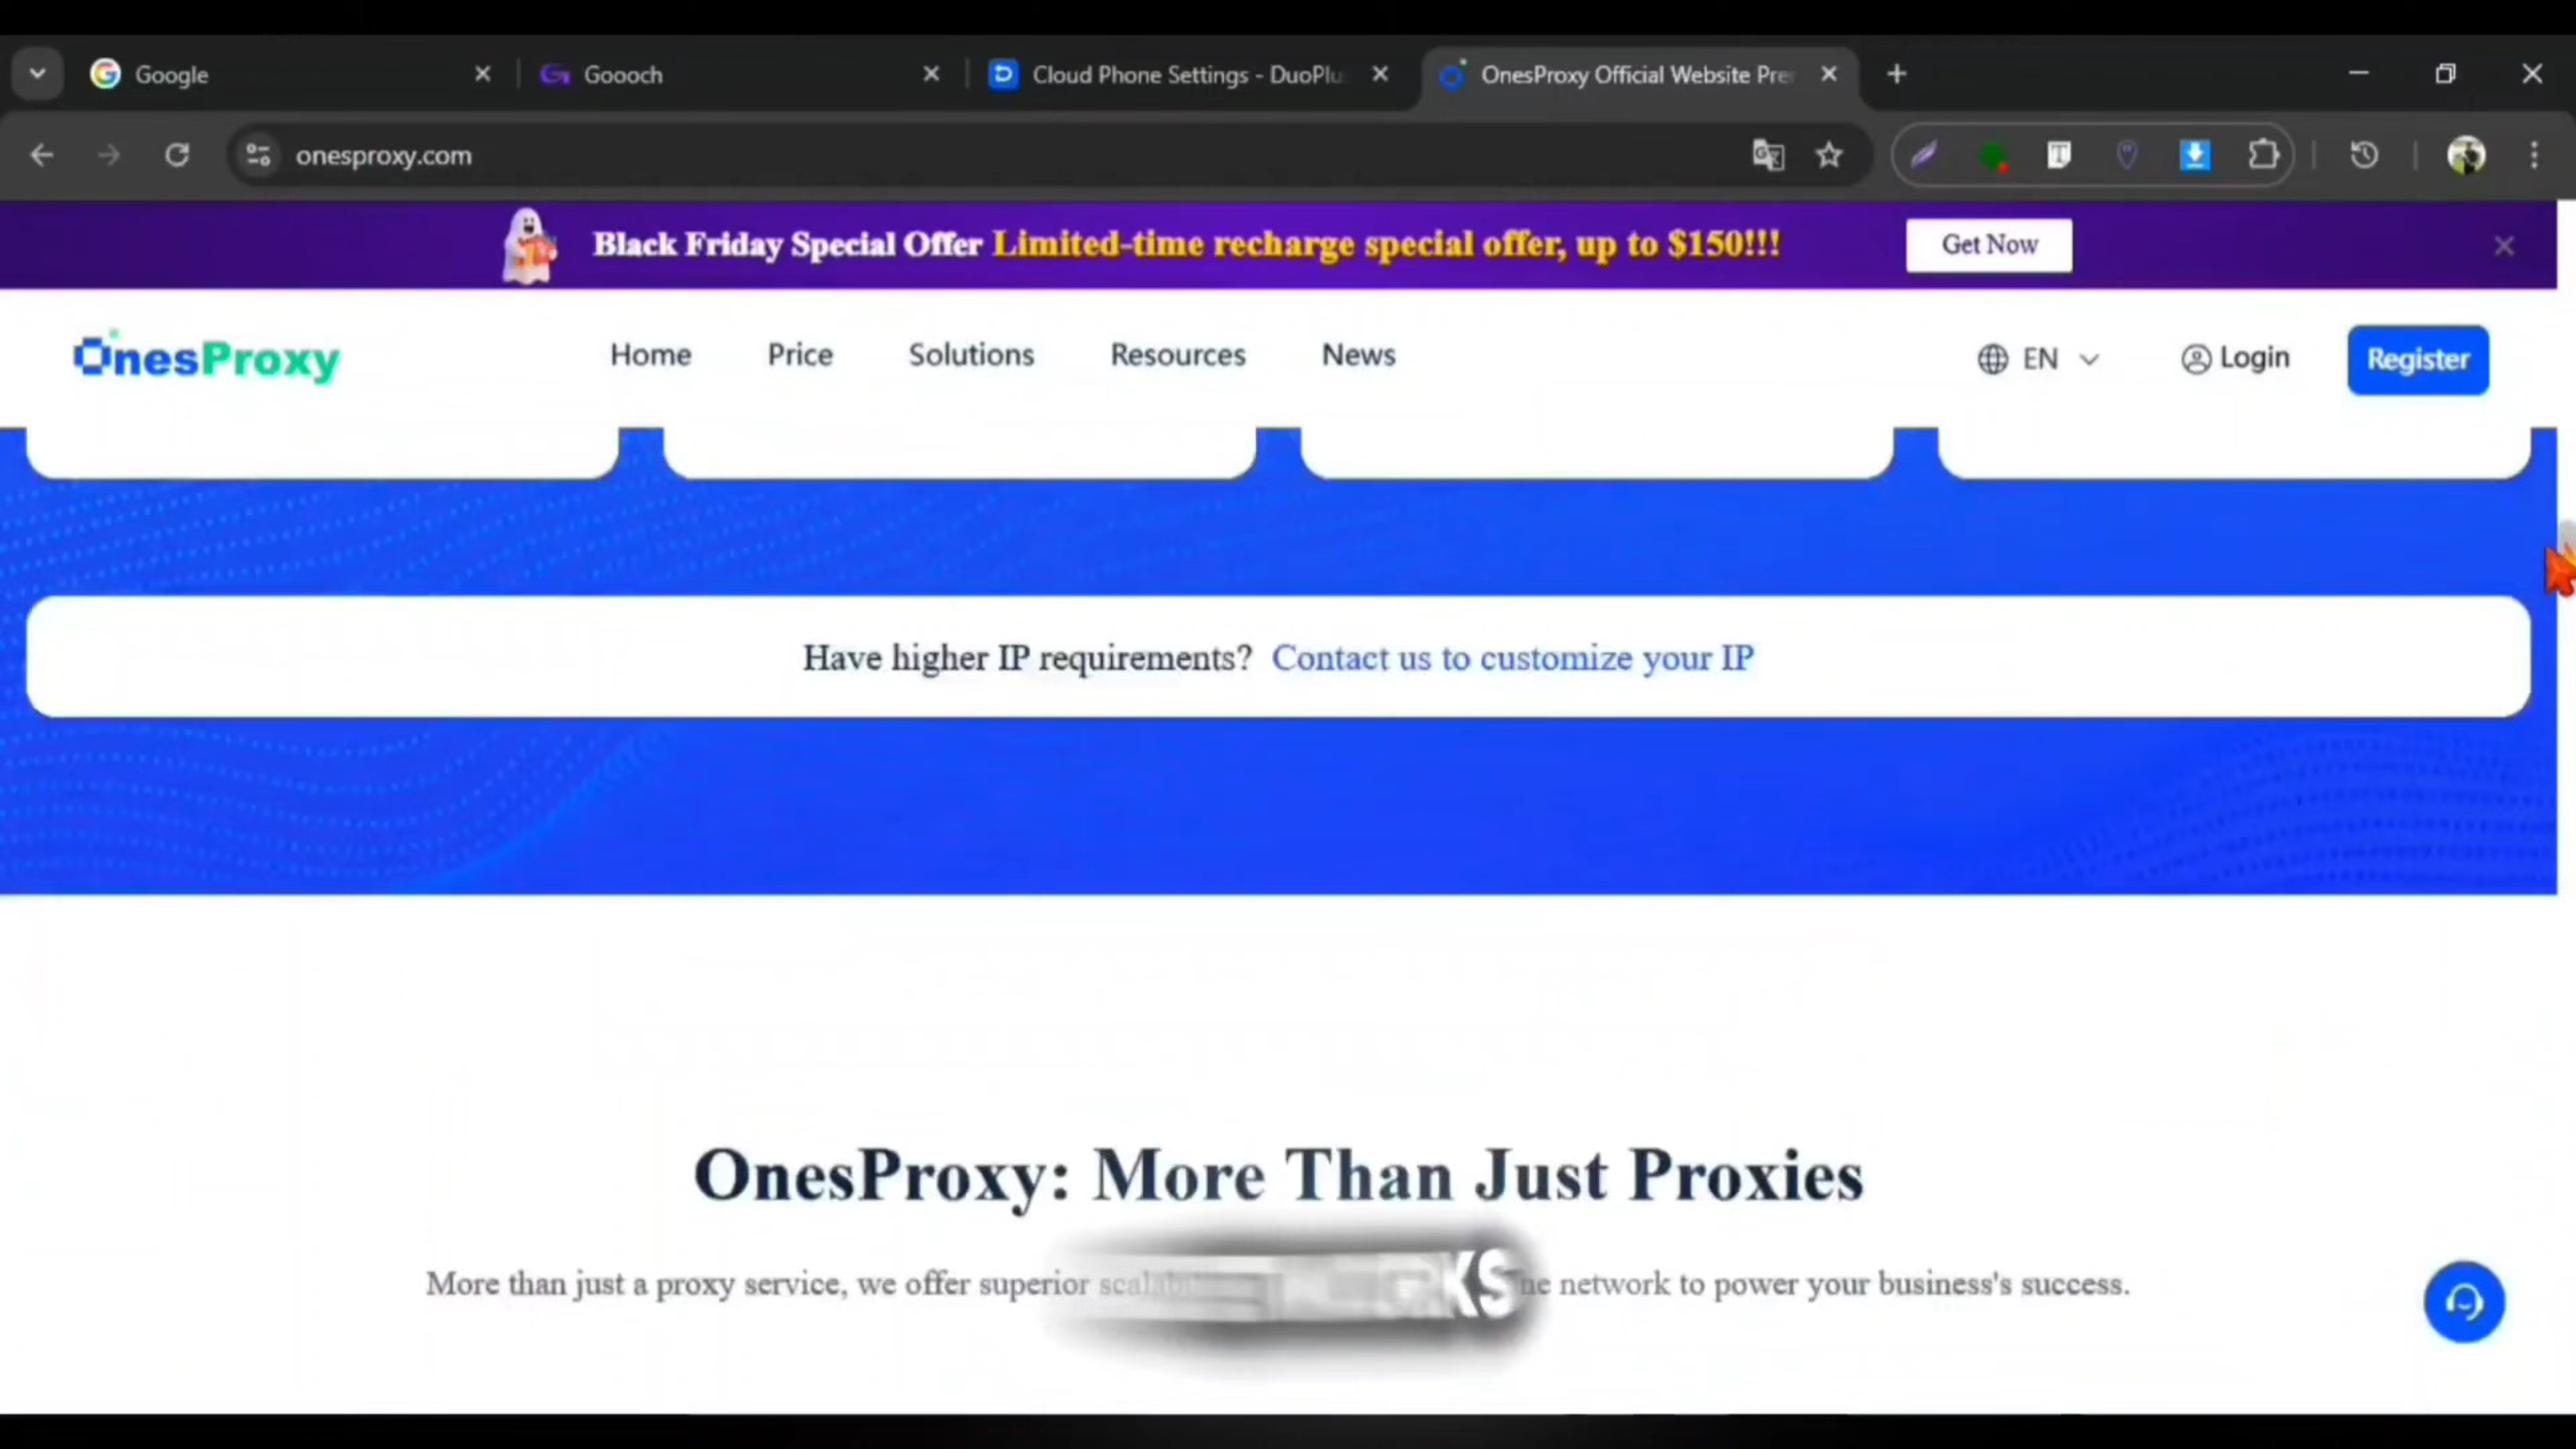 Google
Goooch
Cloud Phone Settings - DuoPlu
OnesProxy Official Website Pre
onesproxy.com
Black Friday Special Offer Limited-time recharge special offer, up to $150!!!
Get Now
OnesProxy
Home
Price
Solutions
Resources
News
EN
Login
Register
Have higher IP requirements? Contact us to customize your IP
OnesProxy: More Than Just Proxies
More than just a proxy service, we offer superior network to power your business's success.